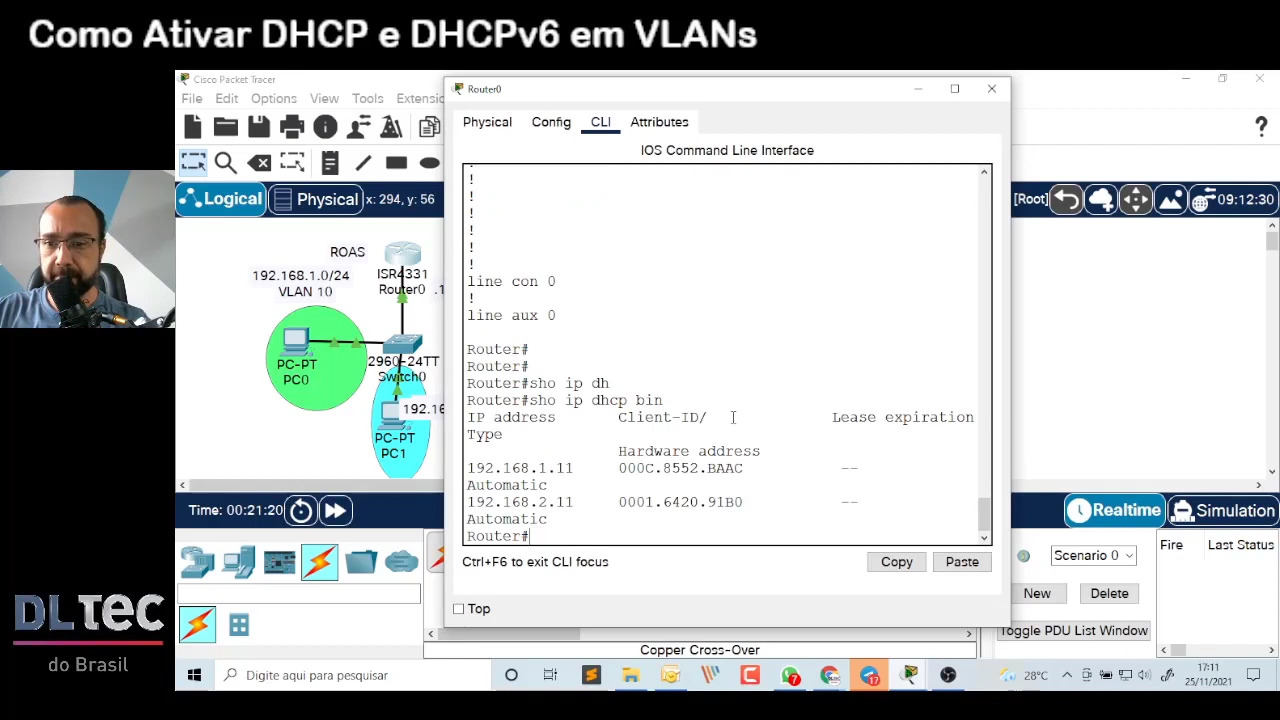 Como Ativar DHCP e DHCPv6 em VLANs
Cisco Packet Tracer
File Edit Options View Tools Extensi
Logical Physical x: 294, y: 56
[Root] 09:12:30
ROAS
192.168.1.0/24
VLAN 10
ISR4331
Router0 .1
2960-24TT
Switch0
PC-PT
PC0
192.16
PC-PT
PC1
Router0
Physical Config CLI Attributes
IOS Command Line Interface
!
!
!
!
!
!
!
line con 0
!
line aux 0
Router#
Router#
Router#sho ip dh
Router#sho ip dhcp bin
IP address Client-ID/ Lease expiration
Type
Hardware address
192.168.1.11 000C.8552.BAAC --
Automatic
192.168.2.11 0001.6420.91B0 --
Automatic
Router#
Ctrl+F6 to exit CLI focus Copy Paste
Top
Time: 00:21:20
Realtime Simulation
Scenario 0
Fire Last Status
New Delete
Toggle PDU List Window
Copper Cross-Over
DLTEC
do Brasil
Digite aqui para pesquisar
7
17
28°C
17:11
25/11/2021